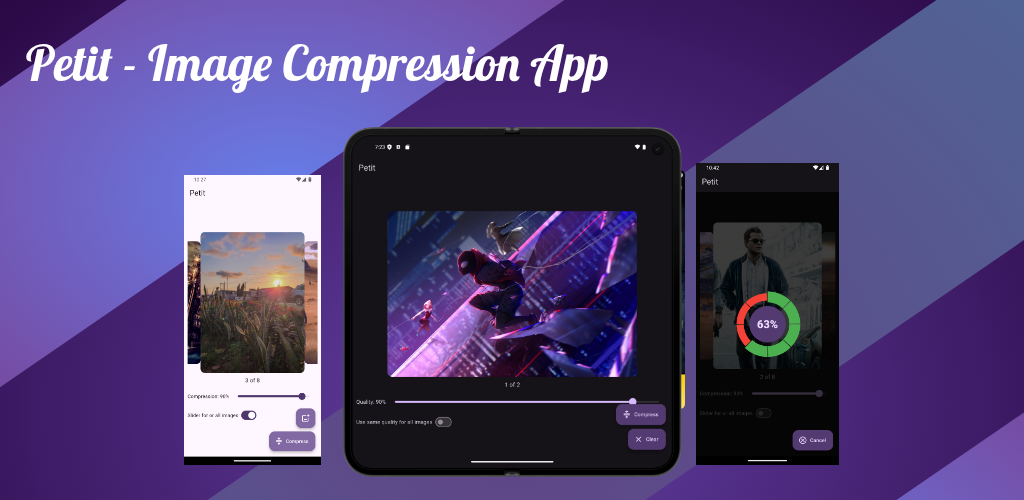 Petit - Image Compression App
10:27
Petit
3 of 8
Compression: 90%
Slider for or all images
Compress
7:23
Petit
1 of 2
Quality: 90%
Use same quality for all images
Compress
Clear
10:42
Petit
63%
2 of 8
Compression: 90%
Slider for or all images
Cancel